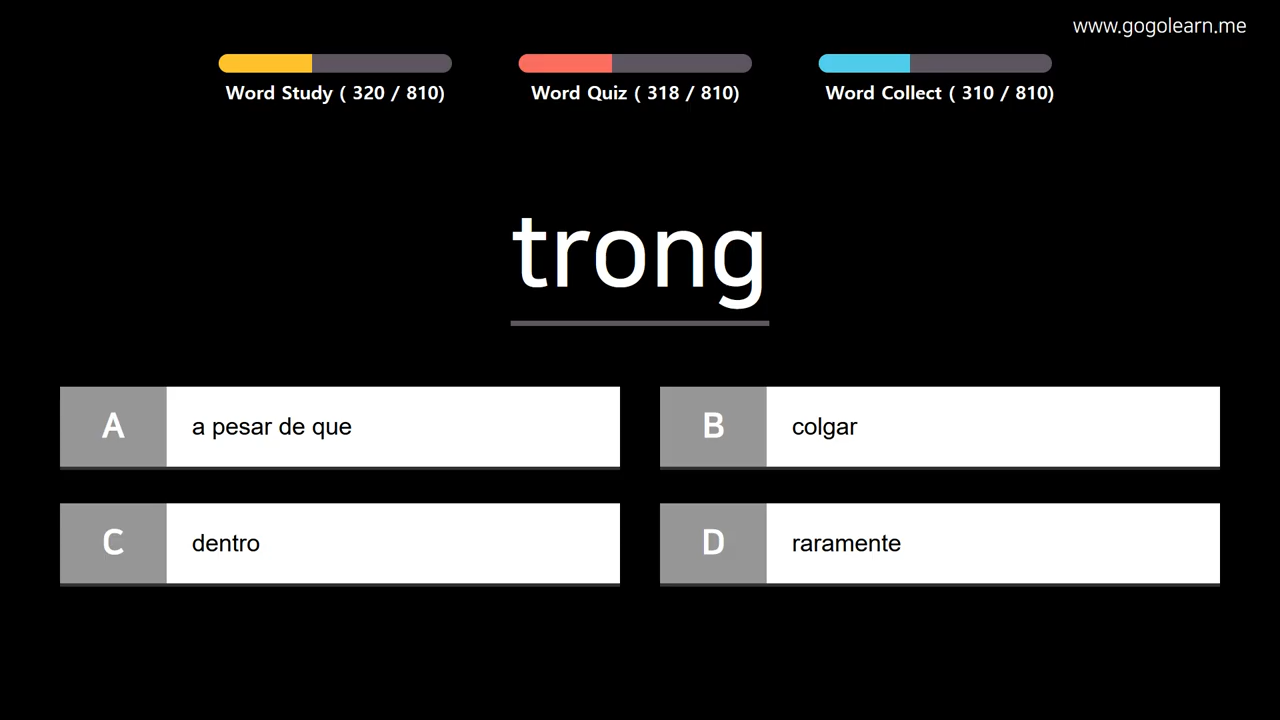 www.gogolearn.me
Word Study ( 320 / 810)
Word Quiz ( 318 / 810)
Word Collect ( 310 / 810)
trong
A a pesar de que
B colgar
C dentro
D raramente